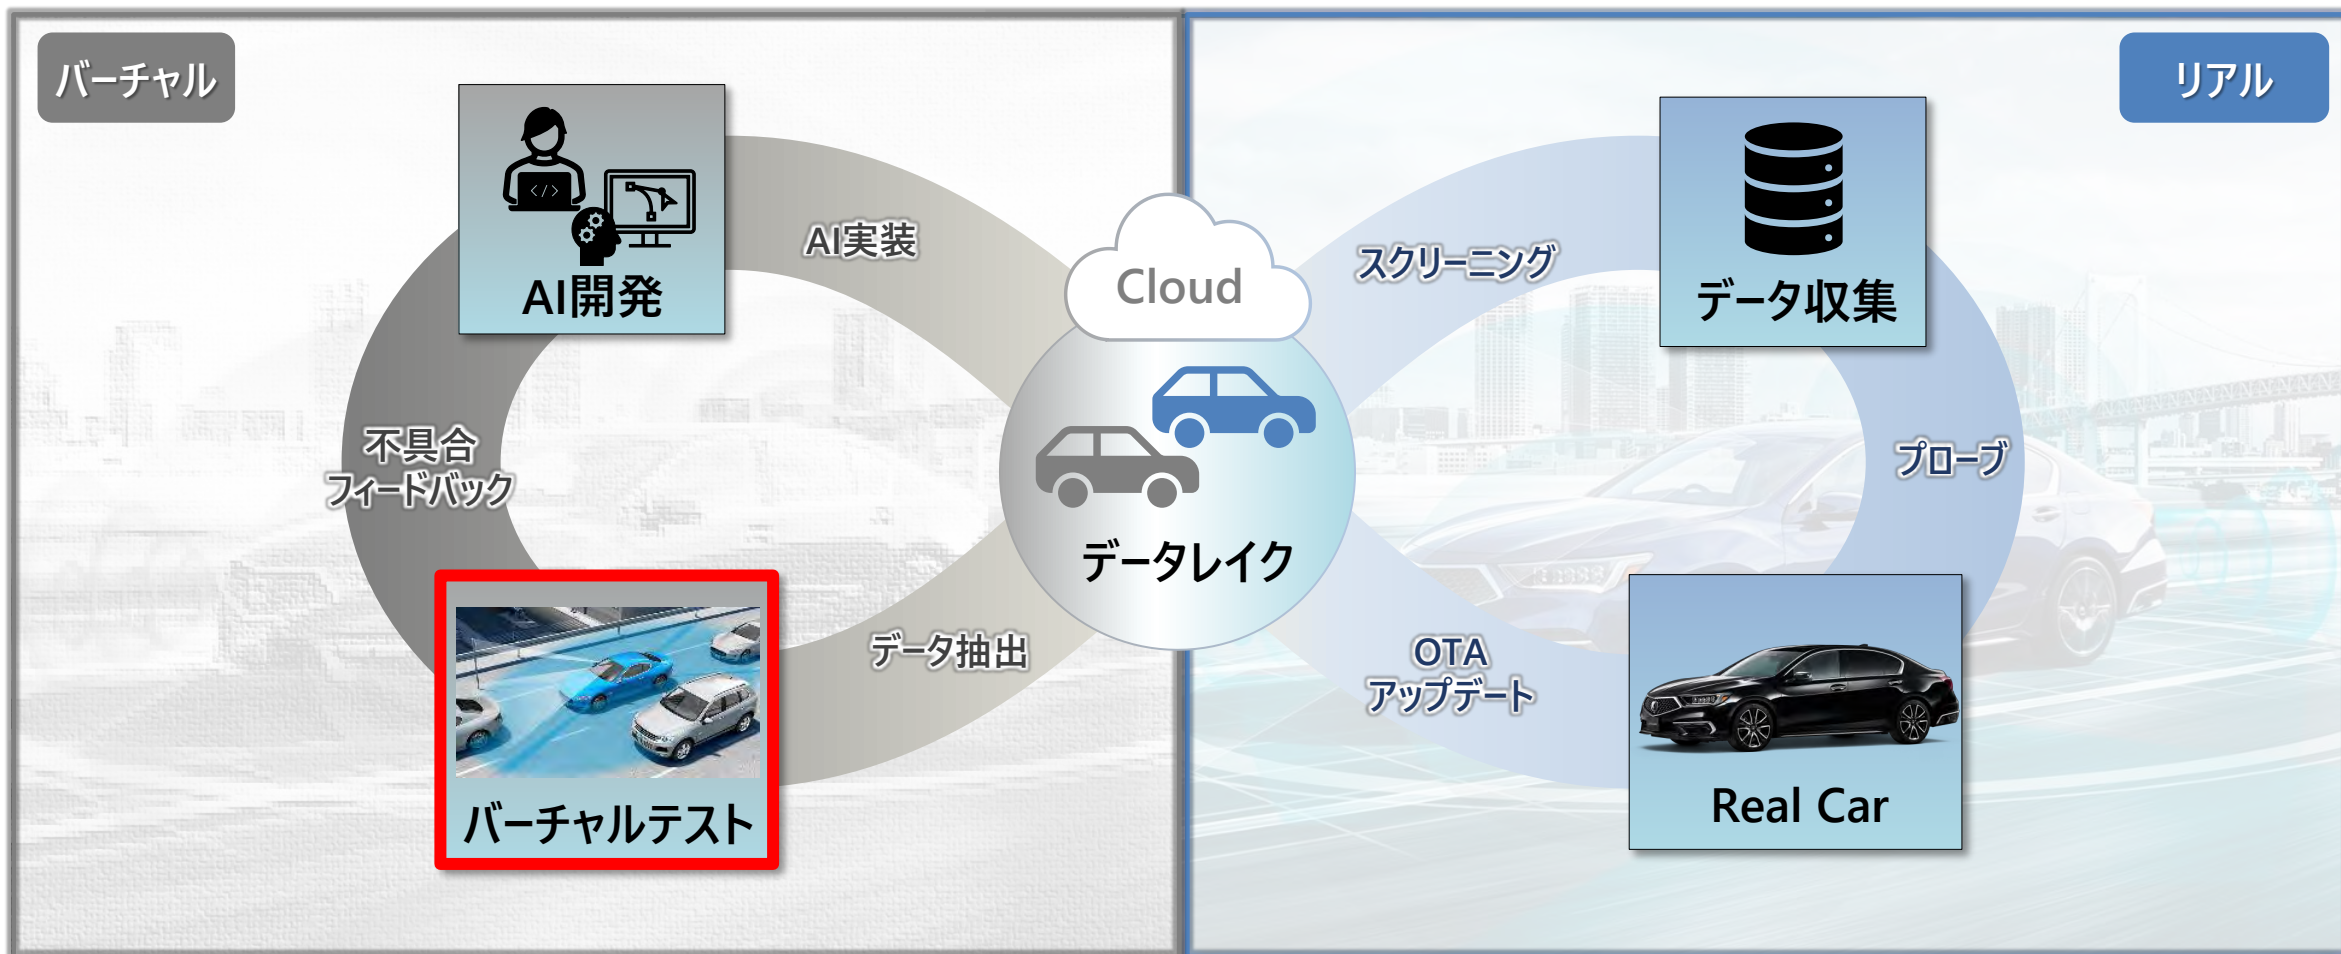 バーチャル
リアル
AI開発
AI実装
Cloud
スクリーニング
データ収集
不具合
フィードバック
プローブ
データレイク
データ抽出
OTA
アップデート
バーチャルテスト
Real Car